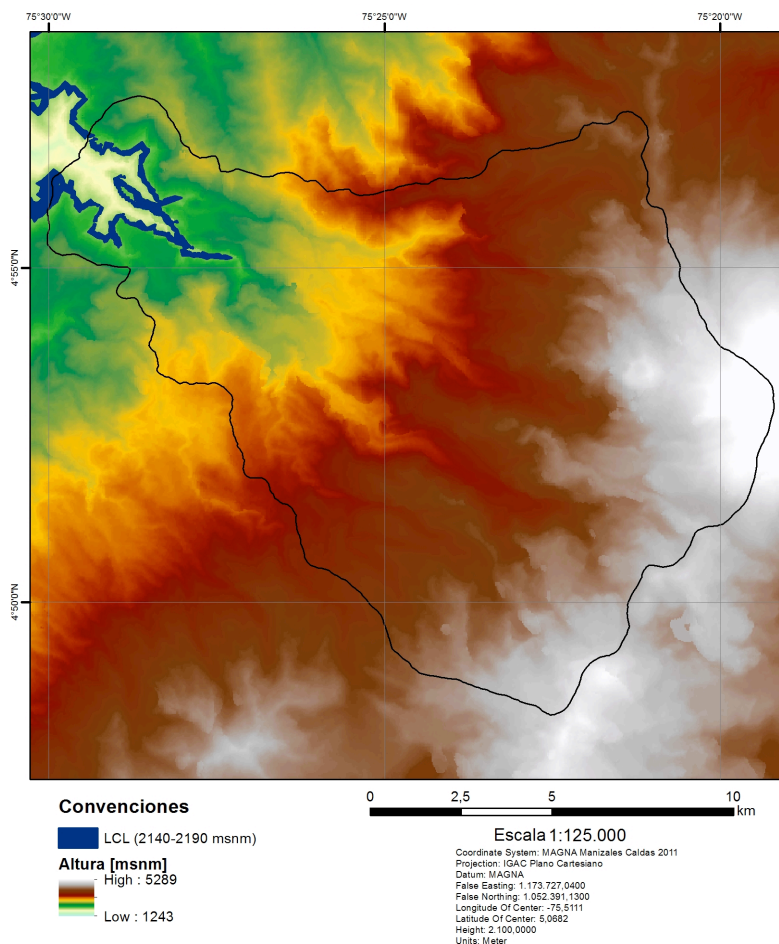 75°30'0"W
75°25'0"W
75°20'0"W
4°55'0"N
4°50'0"N
Convenciones
LCL (2140-2190 msnm)
Altura [msnm]
High : 5289
Low : 1243
0 2,5 5 10
km
Escala 1:125.000
Coordinate System: MAGNA Manizales Caldas 2011
Projection: IGAC Plano Cartesiano
Datum: MAGNA
False Easting: 1.173.727,0400
False Northing: 1.052.391,1300
Longitude Of Center: -75,5111
Latitude Of Center: 5,0682
Height: 2.100,0000
Units: Meter